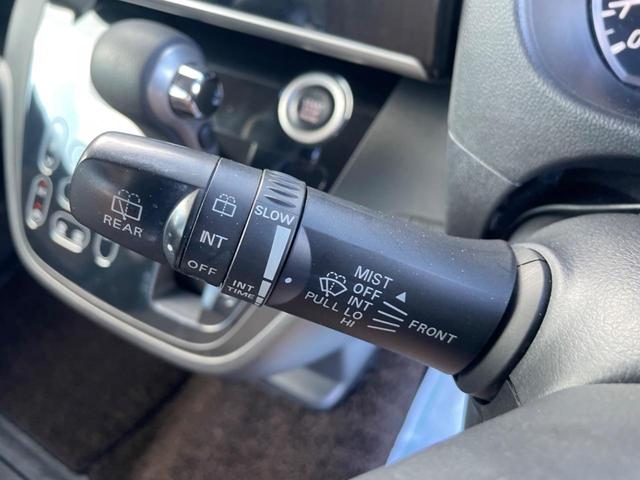 REAR
INT
OFF
SLOW
INT
TIME
MIST
OFF
INT
PULL LO
HI
FRONT